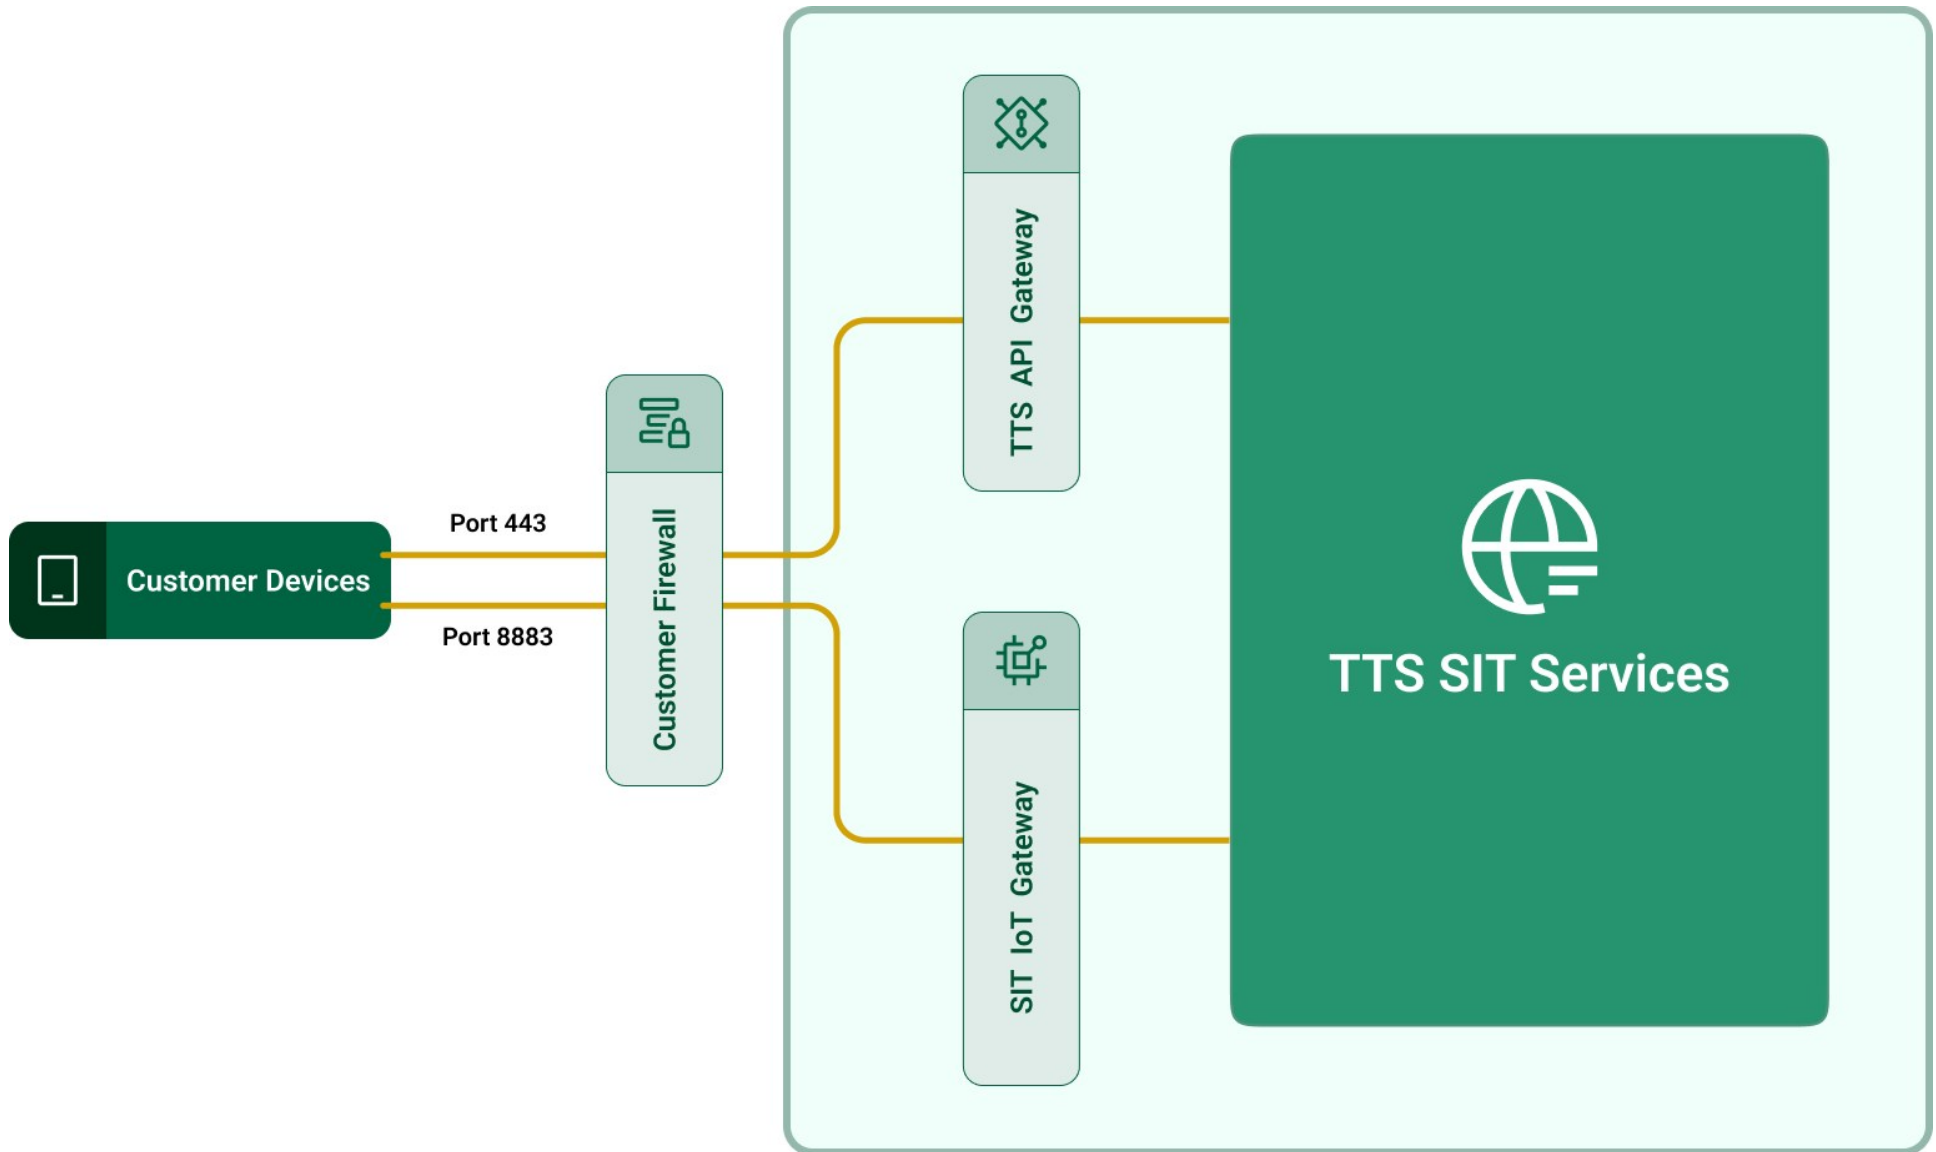 Customer Devices
Port 443
Port 8883
Customer Firewall
TTS API Gateway
SIT IoT Gateway
TTS SIT Services